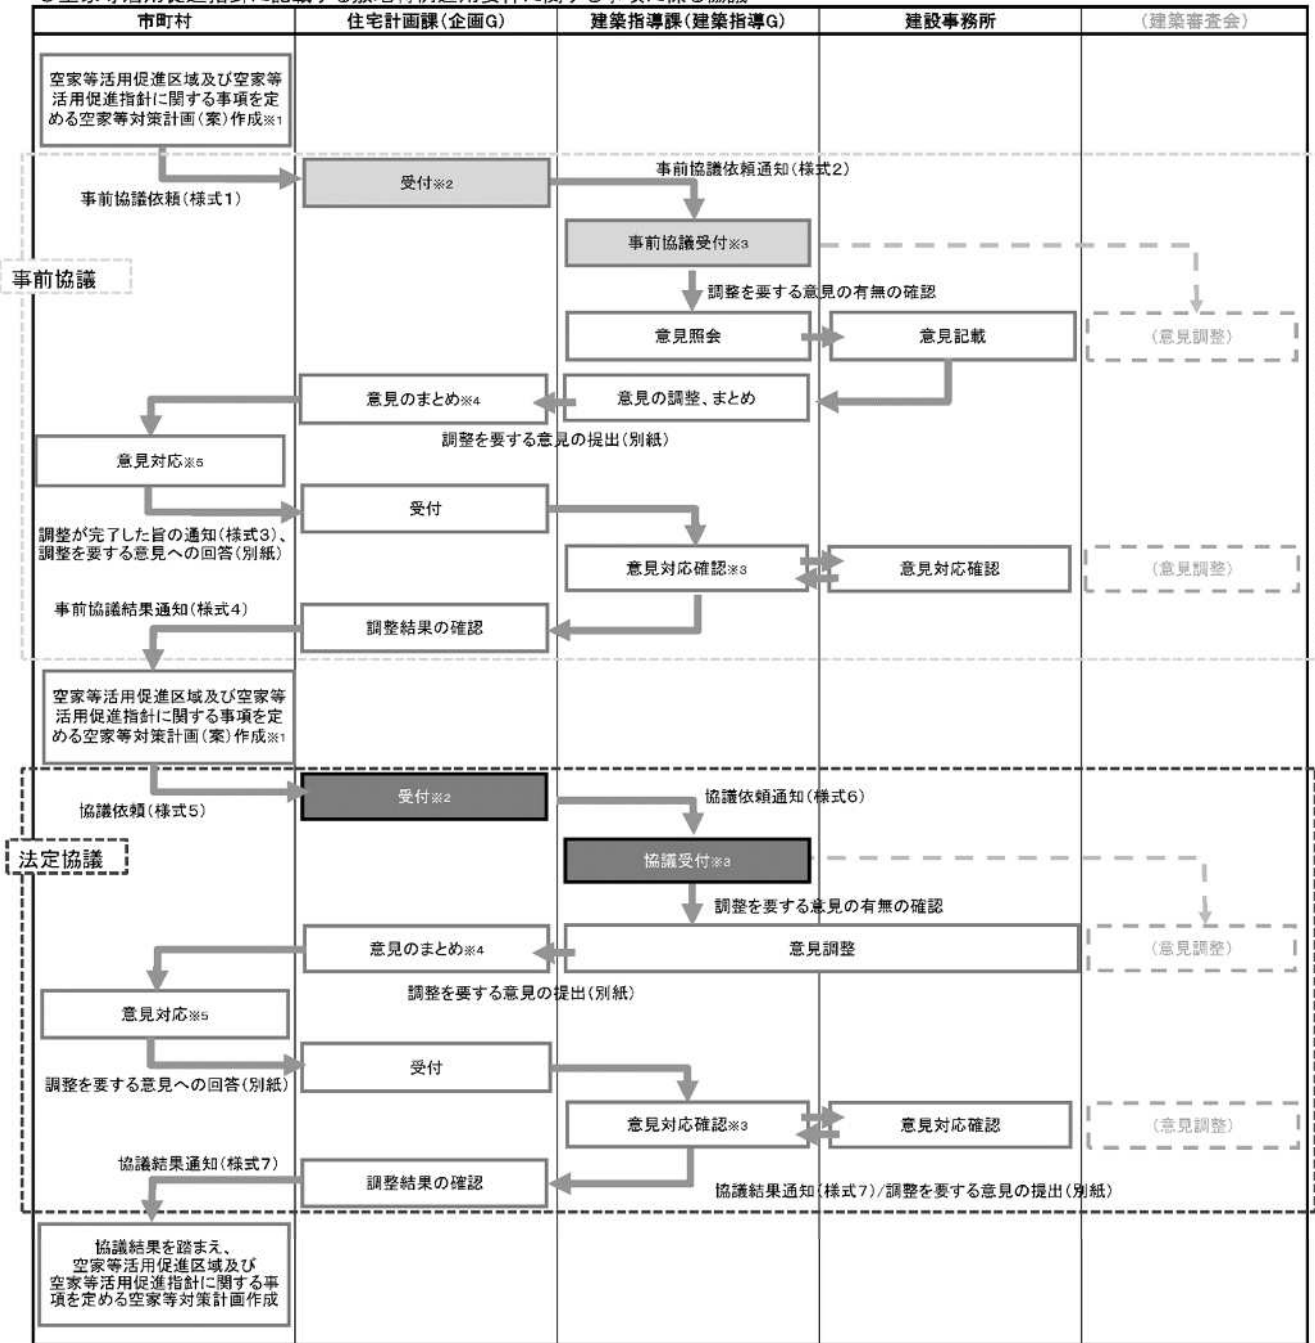 市町村
住宅計画課(企画G)
建築指導課(建築指導G)
建設事務所
(建築審査会)
空家等活用促進区域及び空家等
活用促進指針に関する事項を定
める空家等対策計画(案)作成※1
事前協議依頼(様式1)
受付※2
事前協議依頼通知(様式2)
事前協議受付※3
事前協議
調整を要する意見の有無の確認
意見照会
意見記載
(意見調整)
意見のまとめ※4
意見の調整、まとめ
調整を要する意見の提出(別紙)
意見対応※5
受付
調整が完了した旨の通知(様式3)、
調整を要する意見への回答(別紙)
意見対応確認※3
意見対応確認
(意見調整)
事前協議結果通知(様式4)
調整結果の確認
空家等活用促進区域及び空家等
活用促進指針に関する事項を定
める空家等対策計画(案)作成※1
協議依頼(様式5)
受付※2
協議依頼通知(様式6)
法定協議
協議受付※3
調整を要する意見の有無の確認
意見のまとめ※4
意見調整
(意見調整)
調整を要する意見の提出(別紙)
意見対応※5
受付
調整を要する意見への回答(別紙)
意見対応確認※3
意見対応確認
(意見調整)
協議結果通知(様式7)
調整結果の確認
協議結果通知(様式7)/調整を要する意見の提出(別紙)
協議結果を踏まえ、
空家等活用促進区域及び
空家等活用促進指針に関する事
項を定める空家等対策計画作成